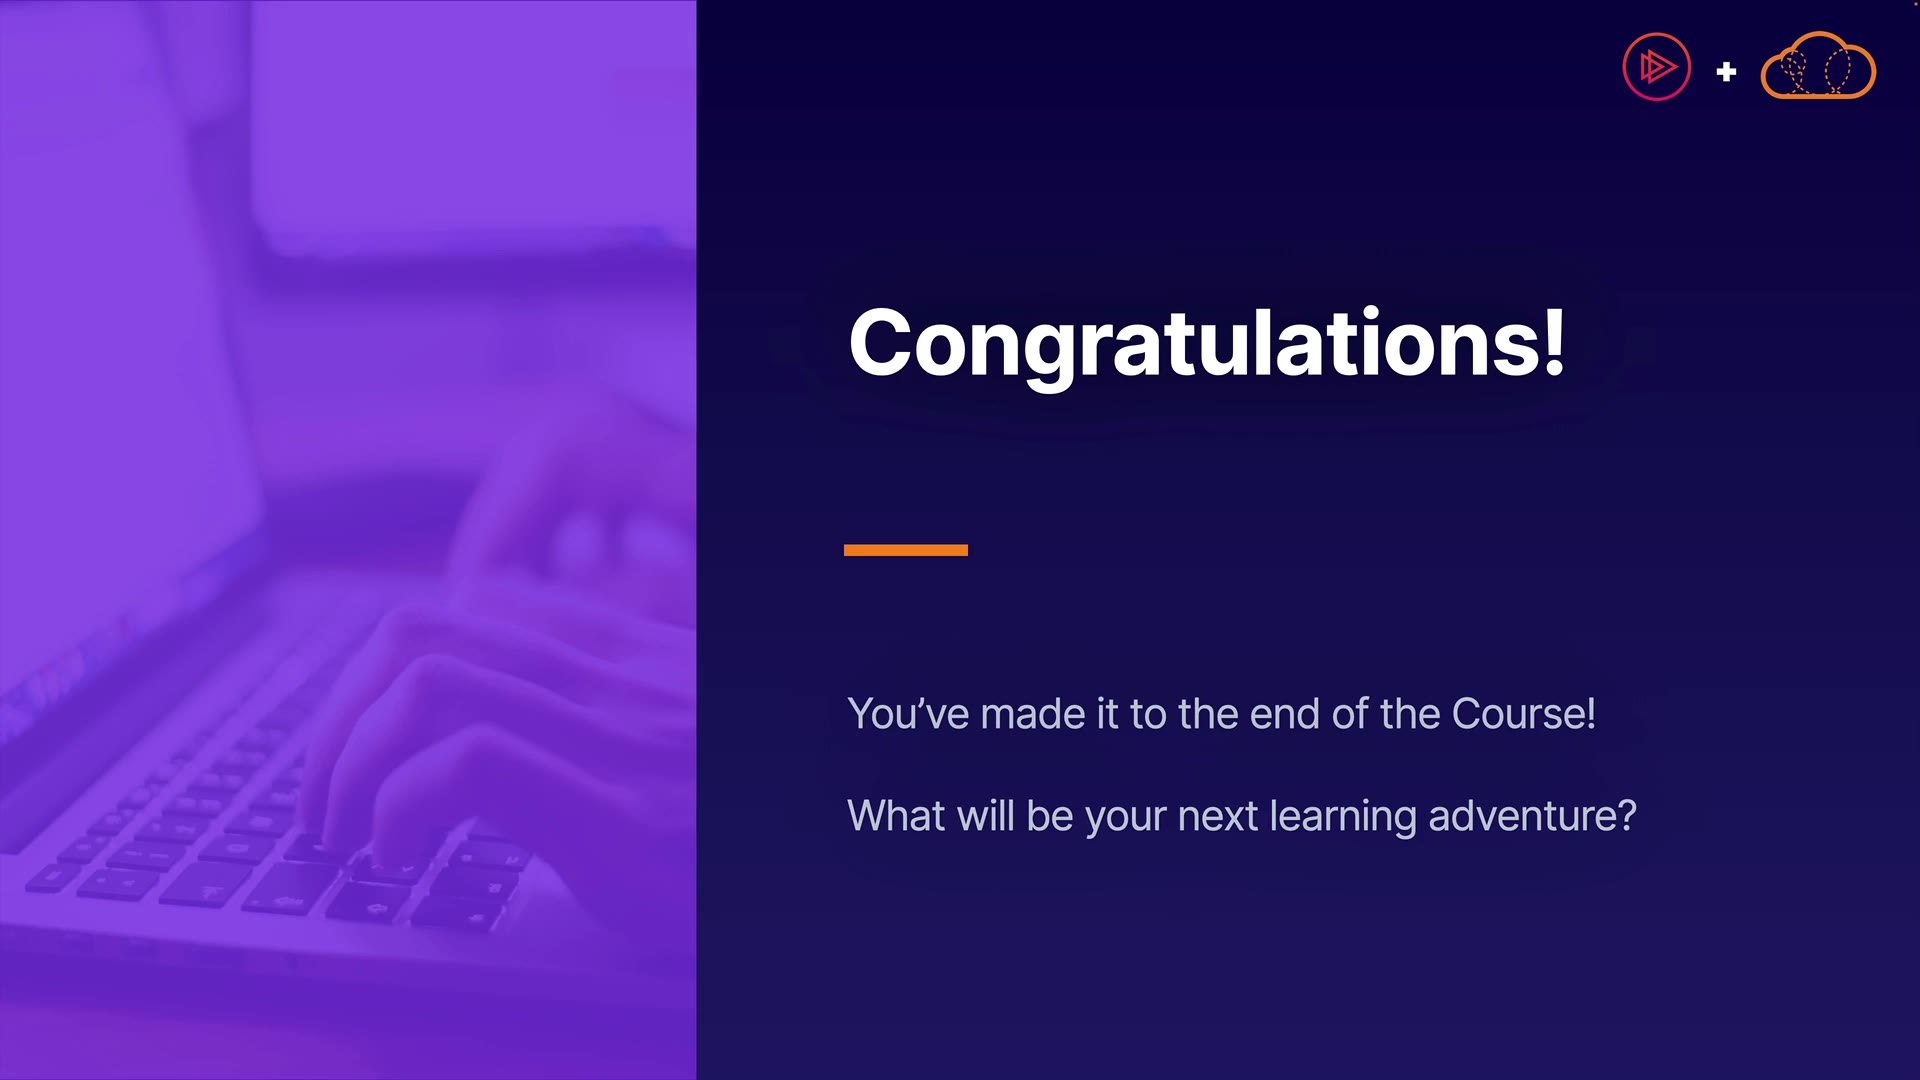 Congratulations!
You’ve made it to the end of the Course!
What will be your next learning adventure?